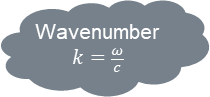 Wavenumber
k = ω/c